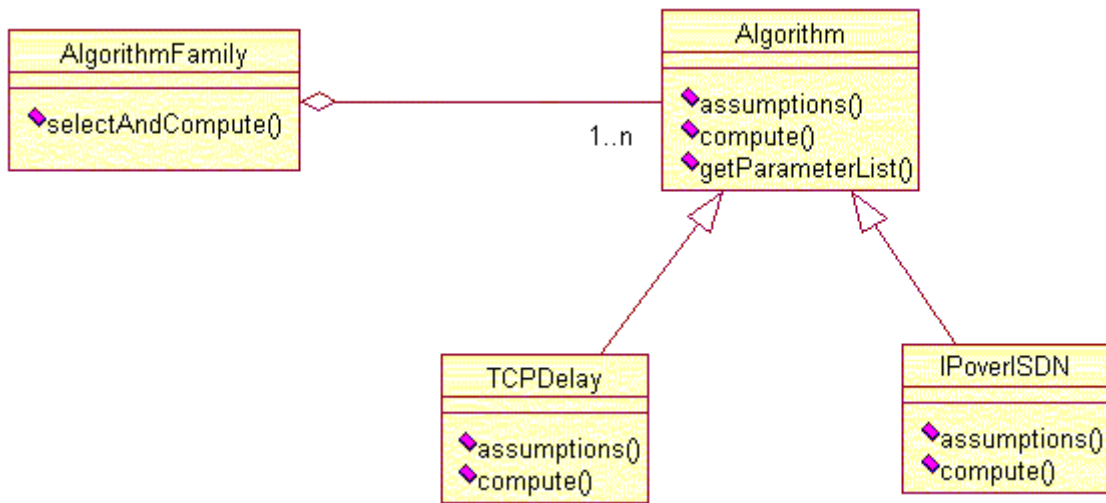 AlgorithmFamily
selectAndCompute()
1..n
Algorithm
assumptions()
compute()
getParameterList()
TCPDelay
assumptions()
compute()
IPoverISDN
assumptions()
compute()